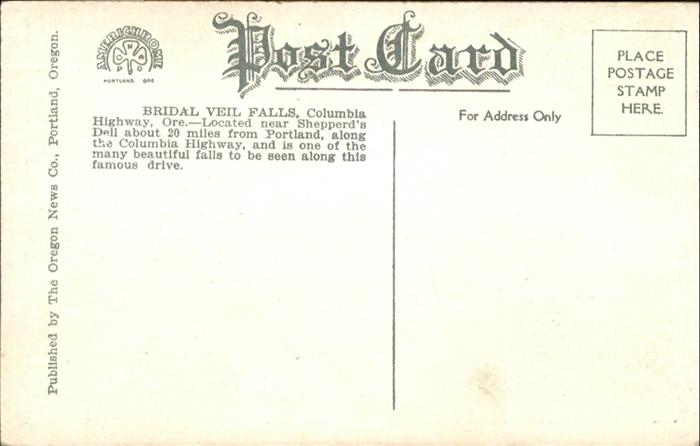 AMERICHROME
PORTLAND ORE
Post Card
PLACE
POSTAGE
STAMP
HERE.
BRIDAL VEIL FALLS, Columbia
Highway, Ore.—Located near Shepperd's
Dell about 20 miles from Portland, along
the Columbia Highway, and is one of the
many beautiful falls to be seen along this
famous drive.
For Address Only
Published by The Oregon News Co., Portland, Oregon.